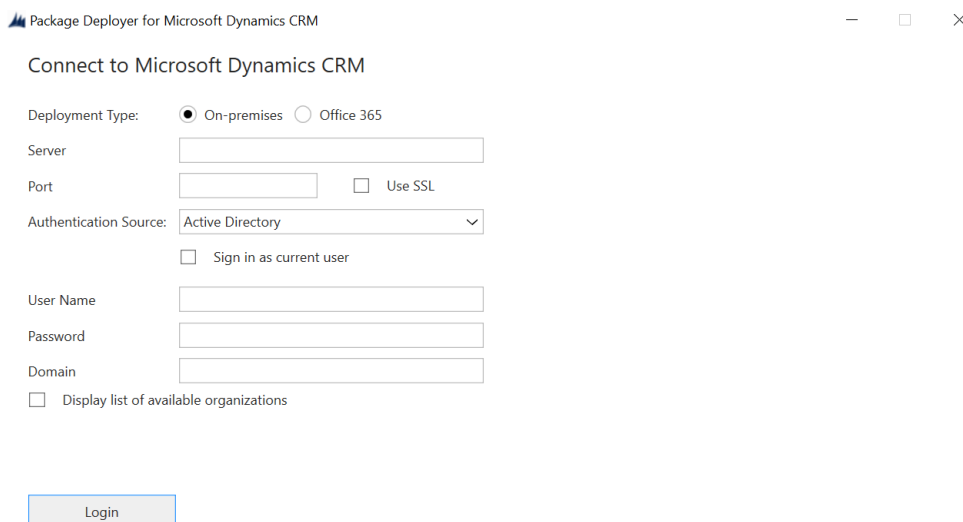 Package Deployer for Microsoft Dynamics CRM
Connect to Microsoft Dynamics CRM
Deployment Type: On-premises Office 365
Server
Port Use SSL
Authentication Source: Active Directory
Sign in as current user
User Name
Password
Domain
Display list of available organizations
Login